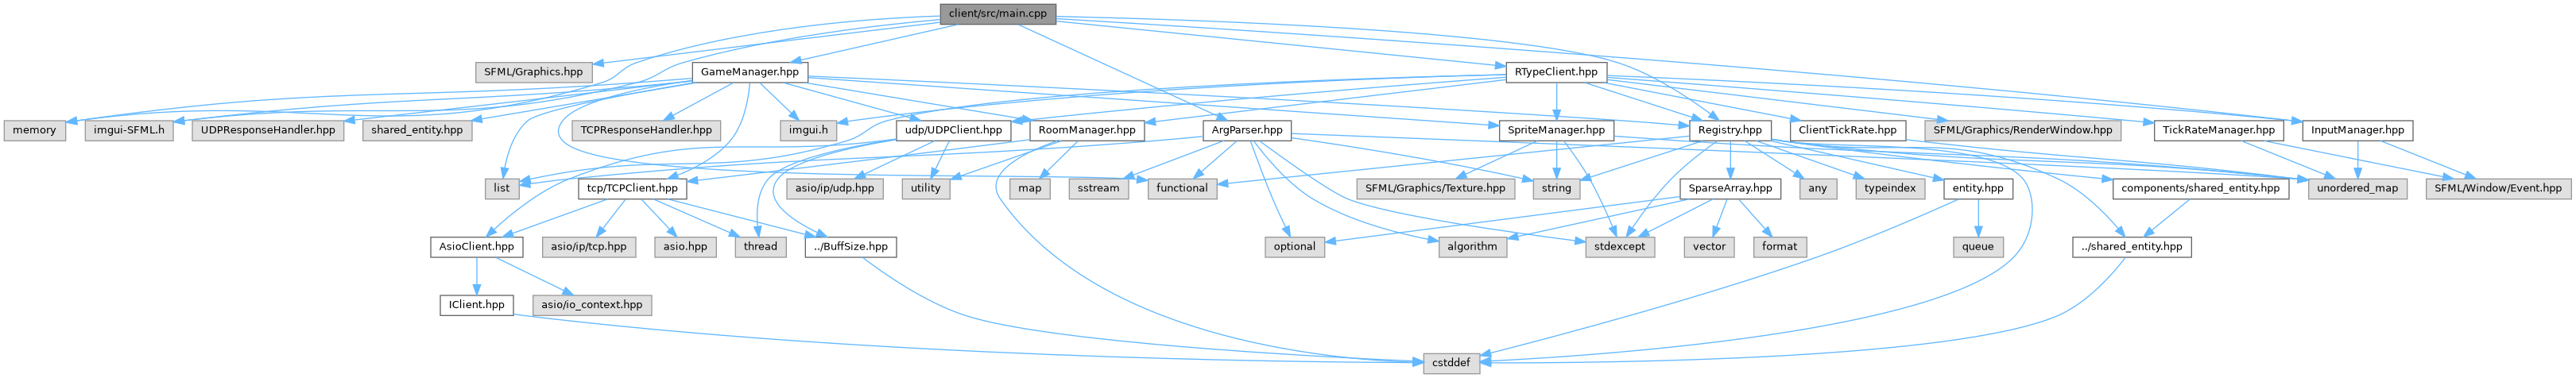 client/src/main.cpp
SFML/Graphics.hpp
GameManager.hpp
RTypeClient.hpp
memory
imgui-SFML.h
UDPResponseHandler.hpp
shared_entity.hpp
TCPResponseHandler.hpp
imgui.h
udp/UDPClient.hpp
RoomManager.hpp
ArgParser.hpp
SpriteManager.hpp
Registry.hpp
ClientTickRate.hpp
SFML/Graphics/RenderWindow.hpp
TickRateManager.hpp
InputManager.hpp
list
tcp/TCPClient.hpp
asio/ip/udp.hpp
utility
map
sstream
functional
string
SFML/Graphics/Texture.hpp
SparseArray.hpp
any
typeindex
entity.hpp
components/shared_entity.hpp
unordered_map
SFML/Window/Event.hpp
AsioClient.hpp
asio/ip/tcp.hpp
asio.hpp
thread
../BuffSize.hpp
optional
algorithm
stdexcept
vector
format
queue
../shared_entity.hpp
IClient.hpp
asio/io_context.hpp
cstddef